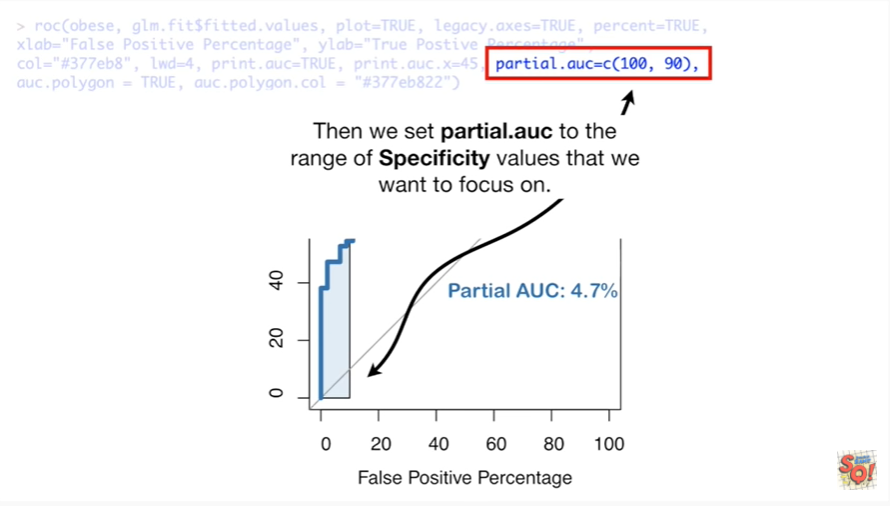 > roc(obese, glm.fit$fitted.values, plot=TRUE, legacy.axes=TRUE, percent=TRUE,
xlab="False Positive Percentage", ylab="True Postive Percentage",
col="#377eb8", lwd=4, print.auc=TRUE, print.auc.x=45, partial.auc=c(100, 90),
auc.polygon = TRUE, auc.polygon.col = "#377eb822")
Then we set partial.auc to the
range of Specificity values that we
want to focus on.
40
Partial AUC: 4.7%
20
0
0 20 40 60 80 100
False Positive Percentage
SQ!